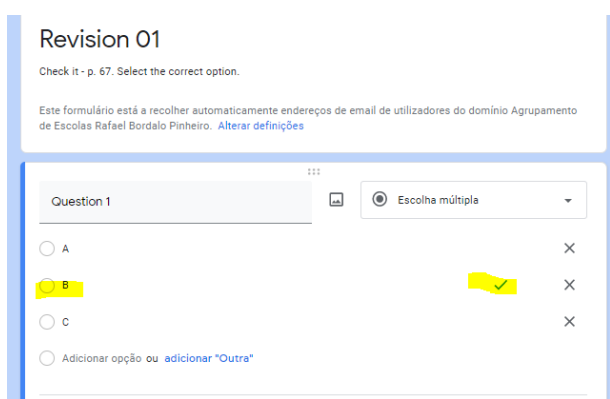 Revision 01
Check it - p. 67. Select the correct option.
Este formulário está a recolher automaticamente endereços de email de utilizadores do domínio Agrupamento
de Escolas Rafael Bordalo Pinheiro. Alterar definições
Question 1
Escolha múltipla
A
B
C
Adicionar opção ou adicionar "Outra"